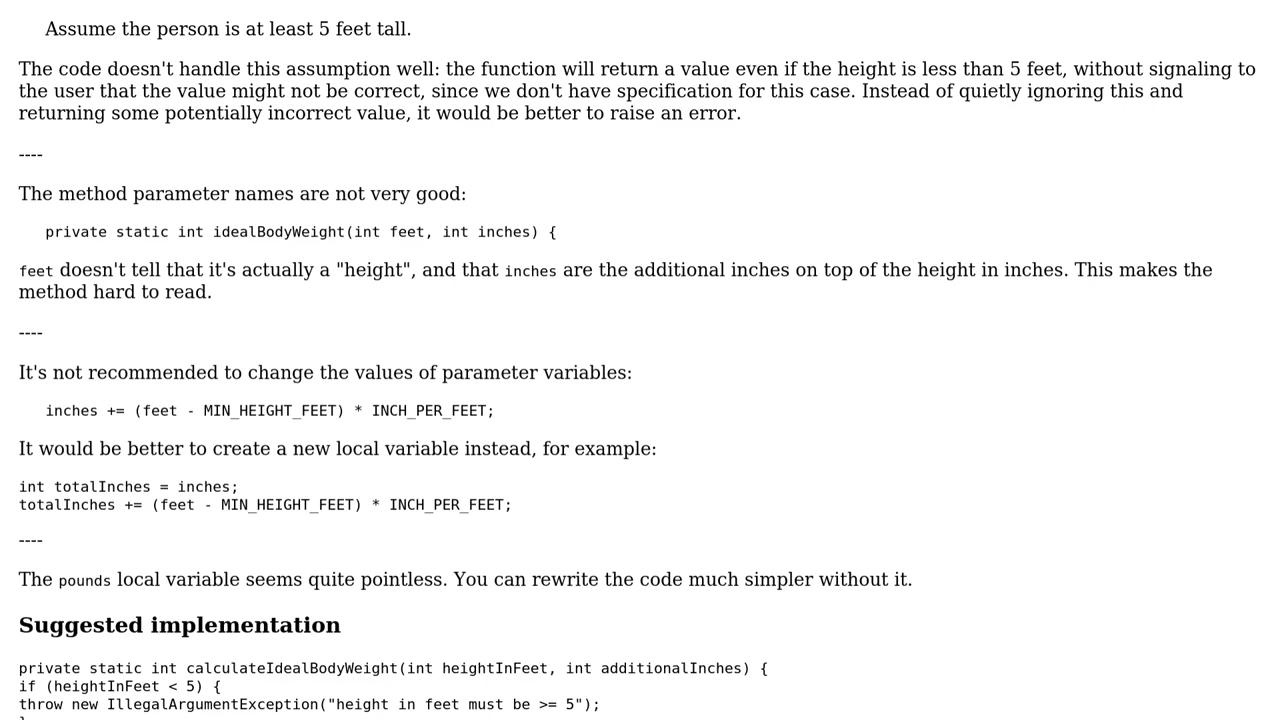 Assume the person is at least 5 feet tall.
The code doesn't handle this assumption well: the function will return a value even if the height is less than 5 feet, without signaling to
the user that the value might not be correct, since we don't have specification for this case. Instead of quietly ignoring this and
returning some potentially incorrect value, it would be better to raise an error.
----
The method parameter names are not very good:
private static int idealBodyWeight(int feet, int inches) {
feet doesn't tell that it's actually a "height", and that inches are the additional inches on top of the height in inches. This makes the
method hard to read.
----
It's not recommended to change the values of parameter variables:
inches += (feet - MIN_HEIGHT_FEET) * INCH_PER_FEET;
It would be better to create a new local variable instead, for example:
int totalInches = inches;
totalInches += (feet - MIN_HEIGHT_FEET) * INCH_PER_FEET;
----
The pounds local variable seems quite pointless. You can rewrite the code much simpler without it.
Suggested implementation
private static int calculateIdealBodyWeight(int heightInFeet, int additionalInches) {
if (heightInFeet < 5) {
throw new IllegalArgumentException("height in feet must be >= 5");